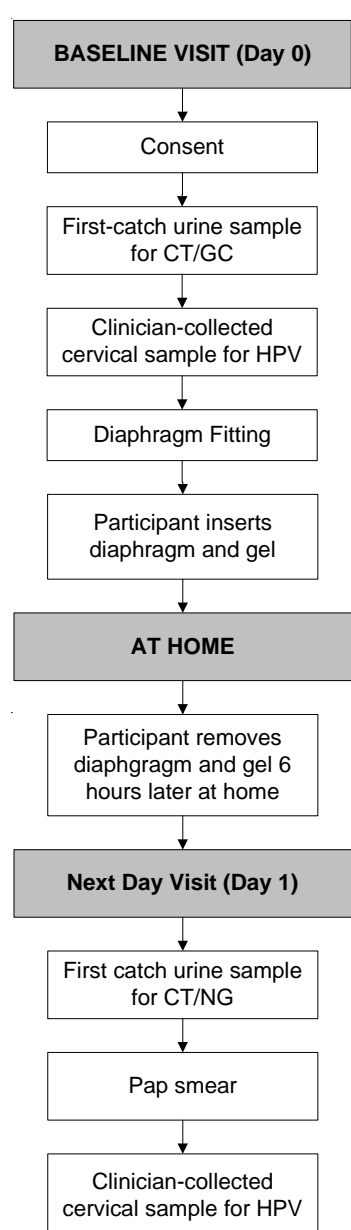 BASELINE VISIT (Day 0)
Consent
First-catch urine sample
for CT/GC
Clinician-collected
cervical sample for HPV
Diaphragm Fitting
Participant inserts
diaphragm and gel
AT HOME
Participant removes
diaphgragm and gel 6
hours later at home
Next Day Visit (Day 1)
First catch urine sample
for CT/NG
Pap smear
Clinician-collected
cervical sample for HPV